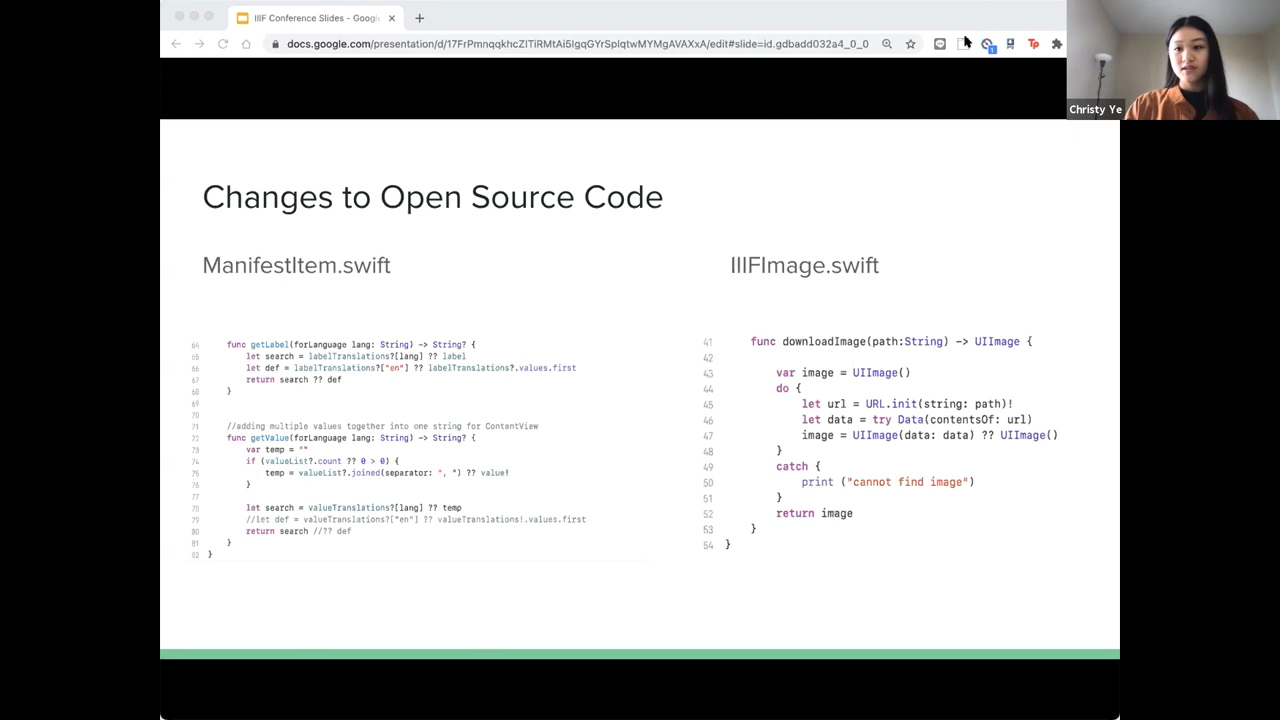 IIIF Conference Slides - Googl
docs.google.com/presentation/d/17FrPmnqqkhcZITiRMtAi5IgqGYrSpIqtwMYMgAVAXxA/edit#slide=id.gdbadd032a4_0_0
1
Tp
Christy Ye
Changes to Open Source Code
ManifestItem.swift
64 func getLabel(forLanguage lang: String) -> String? {
65 let search = labelTranslations?[lang] ?? label
66 let def = labelTranslations?["en"] ?? labelTranslations?.values.first
67 return search ?? def
68 }
69
70
71 //adding multiple values together into one string for ContentView
72 func getValue(forLanguage lang: String) -> String? {
73 var temp = ""
74 if (valueList?.count ?? 0 > 0) {
75 temp = valueList?.joined(separator: ", ") ?? value!
76 }
77
78 let search = valueTranslations?[lang] ?? temp
79 //let def = valueTranslations?["en"] ?? valueTranslations!.values.first
80 return search //?? def
81 }
82 }
IIIFImage.swift
41 func downloadImage(path:String) -> UIImage {
42
43 var image = UIImage()
44 do {
45 let url = URL.init(string: path)!
46 let data = try Data(contentsOf: url)
47 image = UIImage(data: data) ?? UIImage()
48 }
49 catch {
50 print ("cannot find image")
51 }
52 return image
53 }
54 }